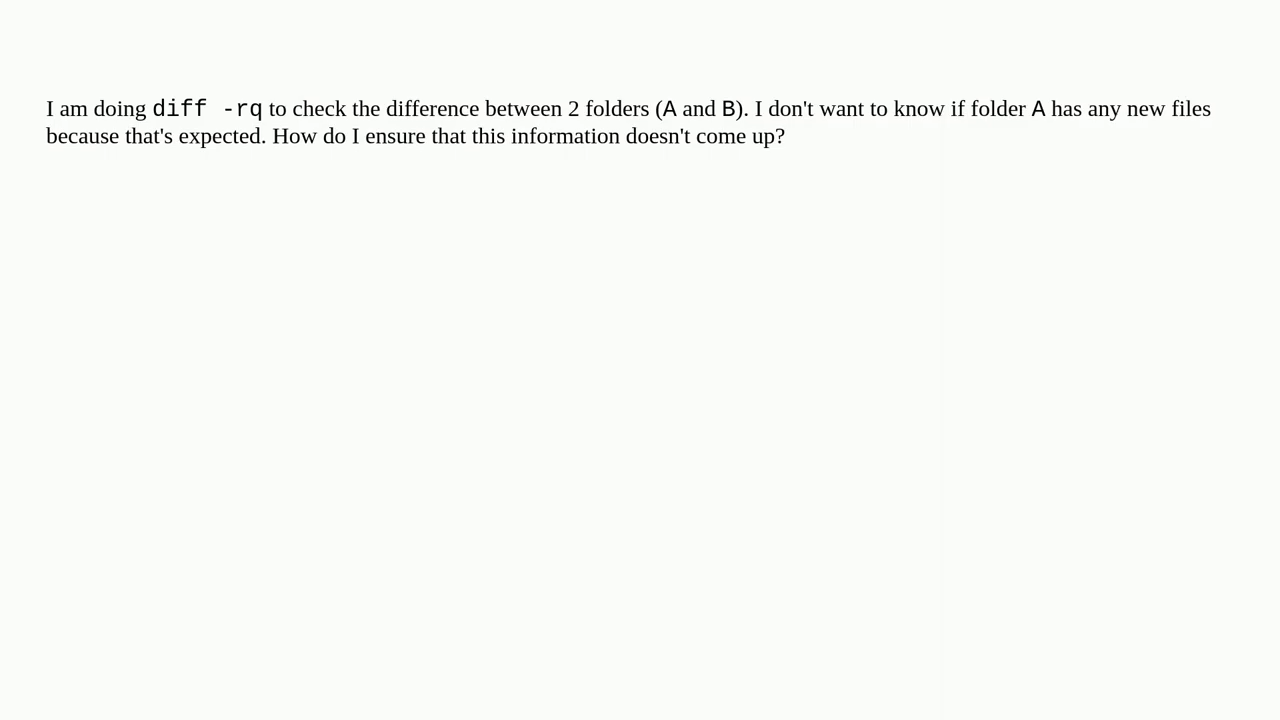 I am doing diff -rq to check the difference between 2 folders (A and B). I don't want to know if folder A has any new files
because that's expected. How do I ensure that this information doesn't come up?